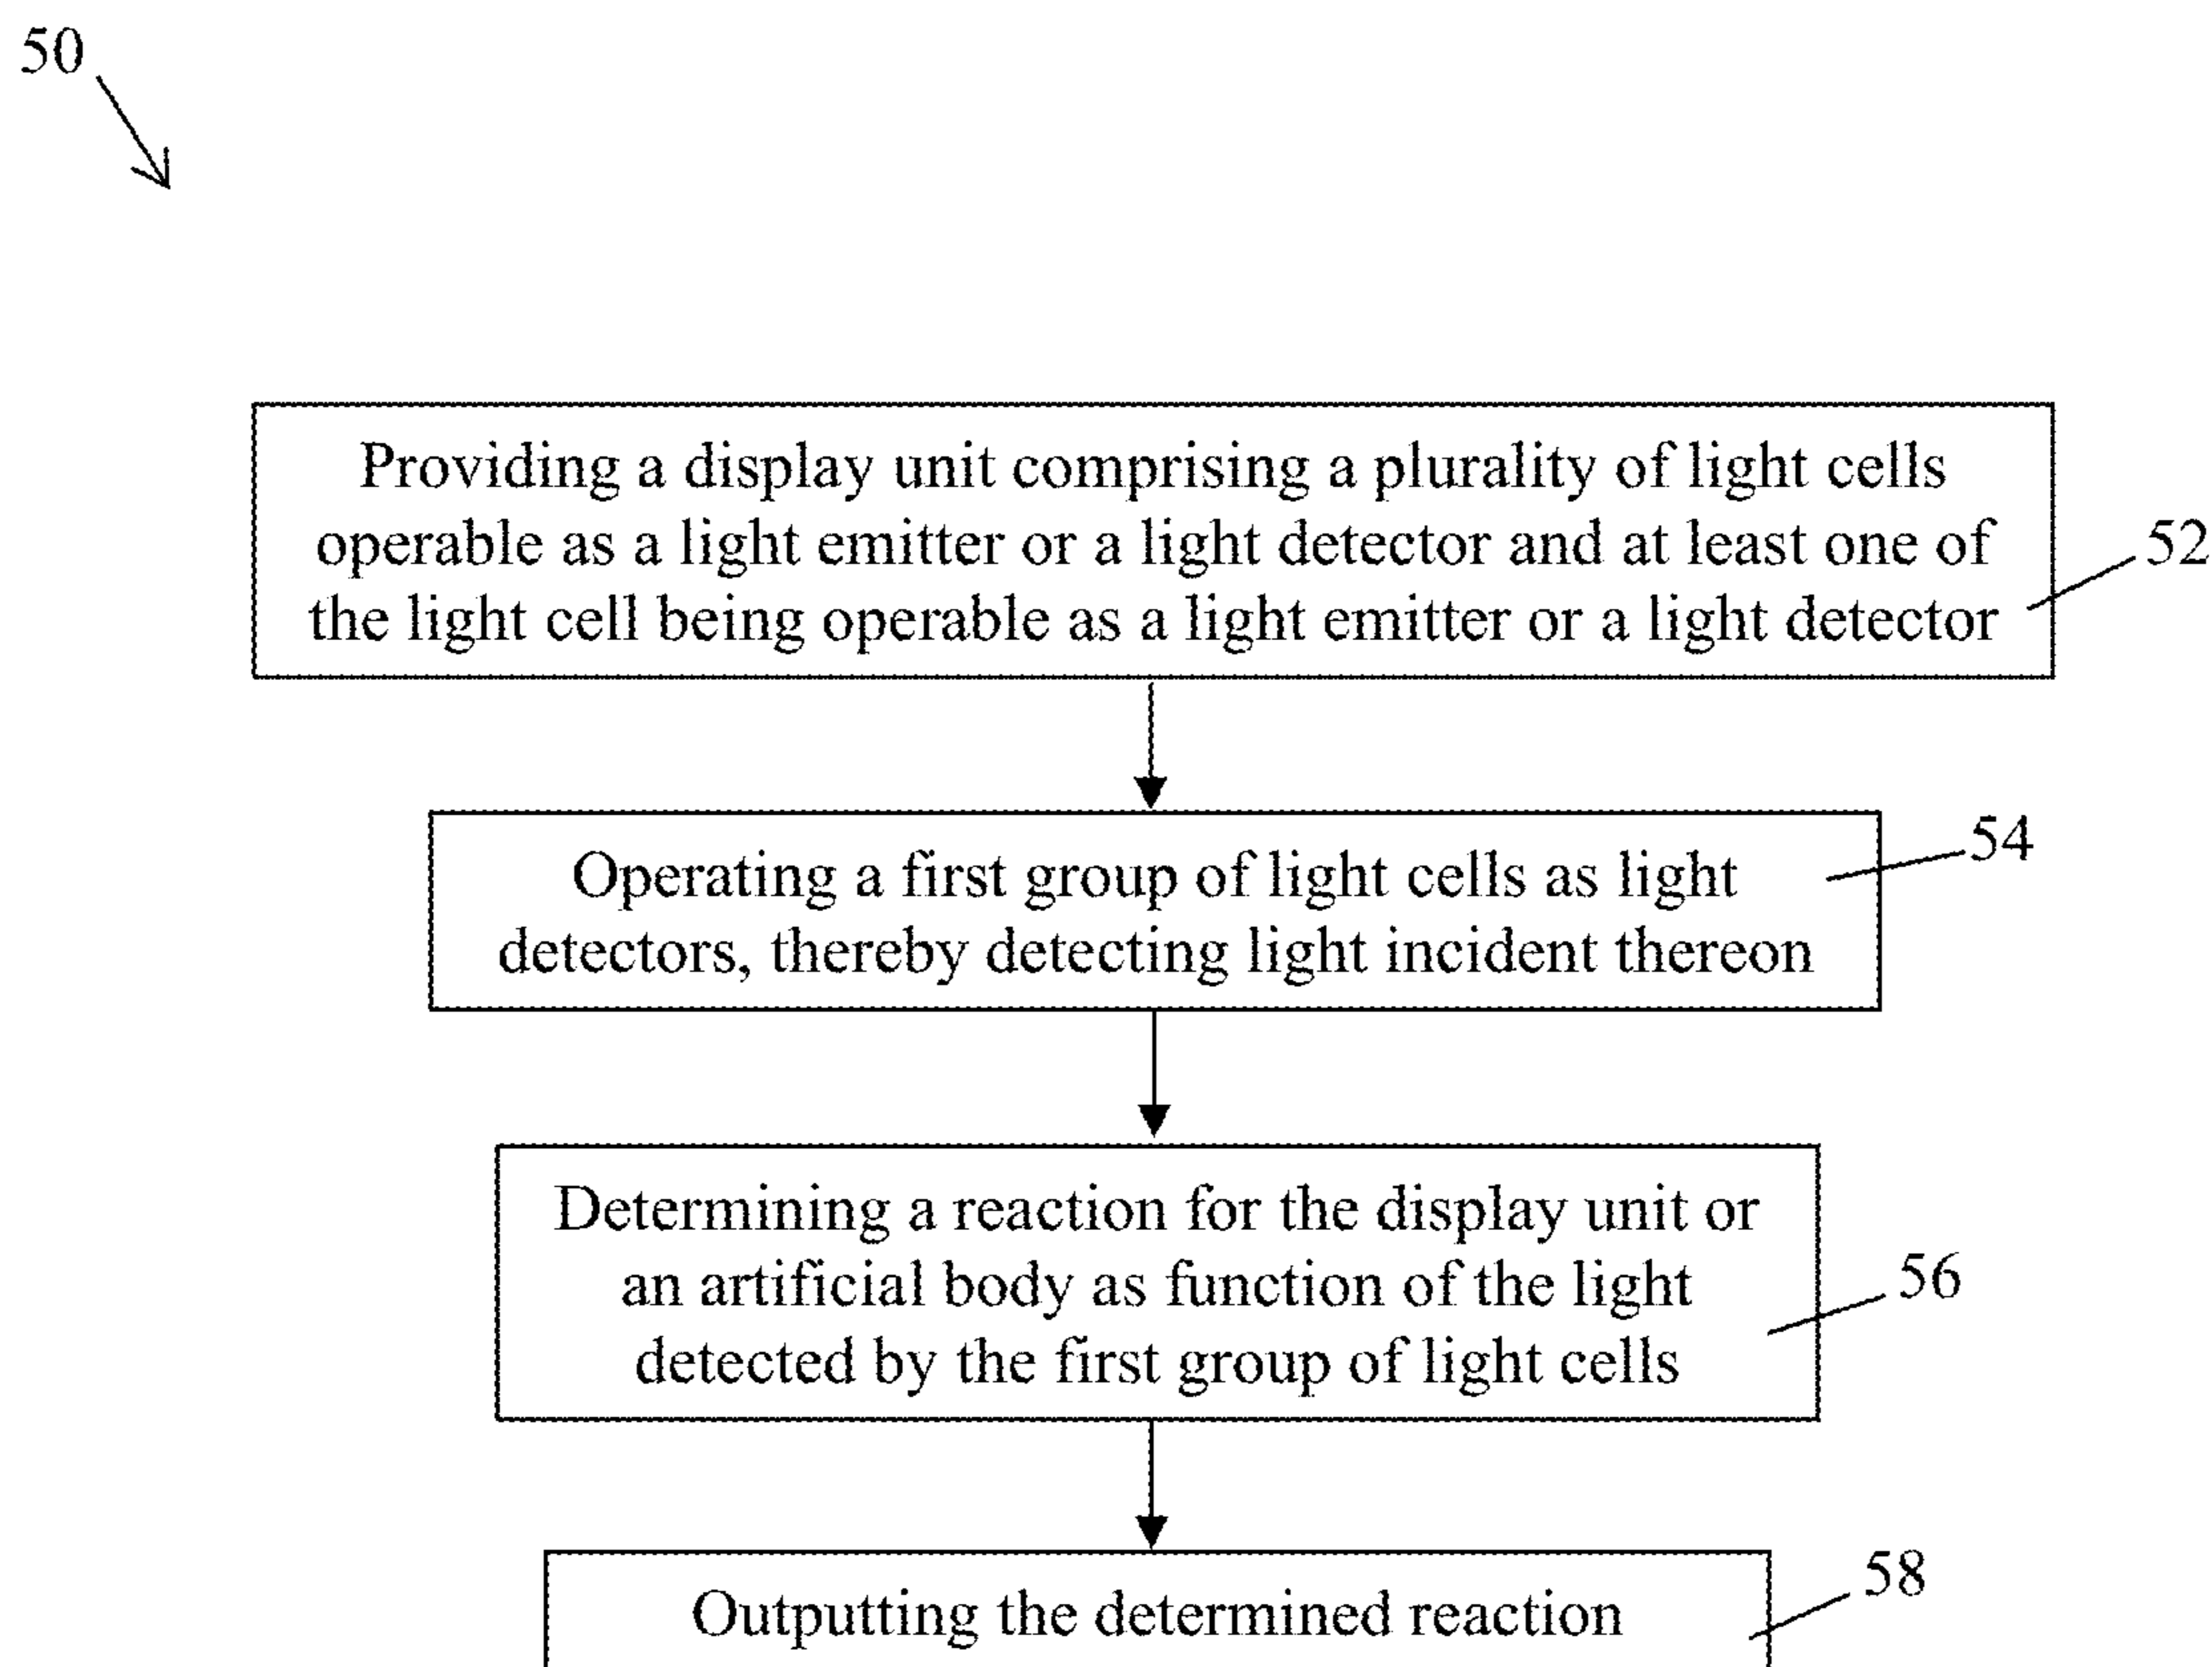 50
Providing a display unit comprising a plurality of light cells
operable as a light emitter or a light detector and at least one of
the light cell being operable as a light emitter or a light detector
52
Operating a first group of light cells as light
detectors, thereby detecting light incident thereon
54
Determining a reaction for the display unit or
an artificial body as function of the light
detected by the first group of light cells
56
Outputting the determined reaction
58